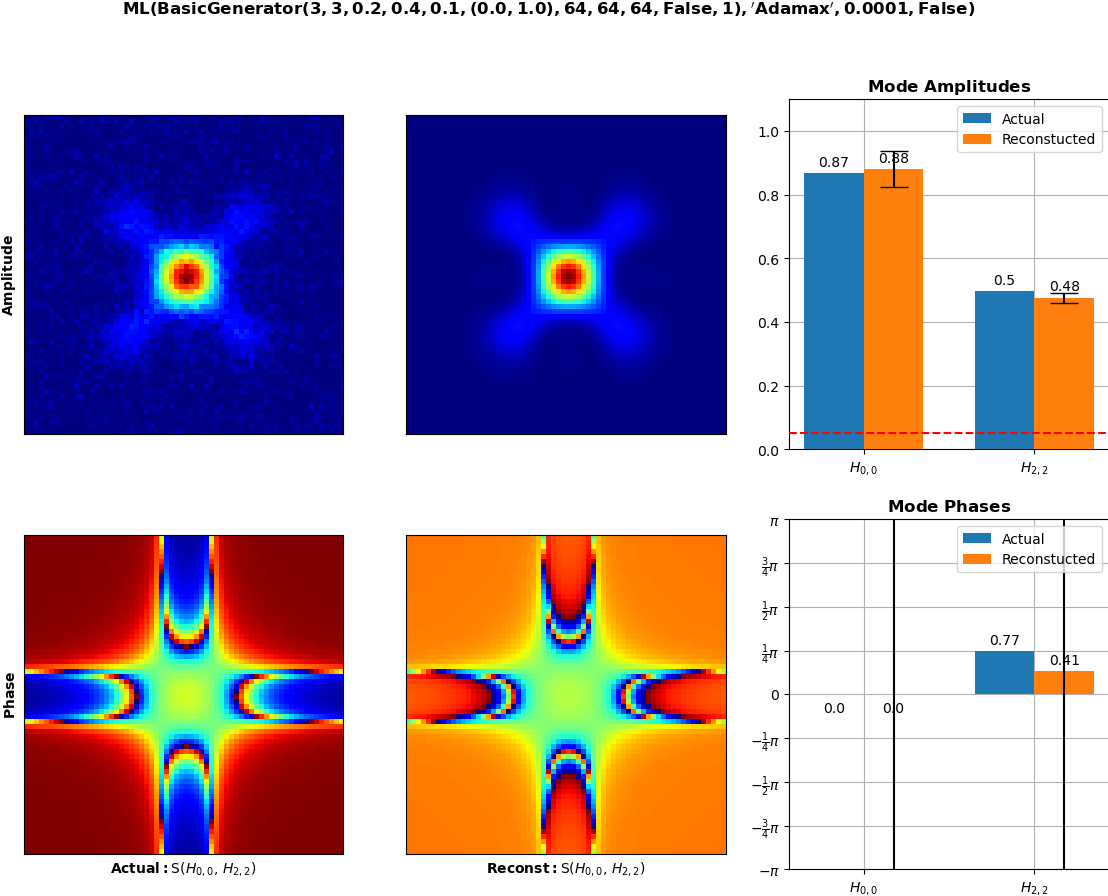 ML(BasicGenerator(3, 3, 0.2, 0.4, 0.1, (0.0, 1.0), 64, 64, 64, False, 1), ′Adamax′, 0.0001, False)
Amplitude
Mode Amplitudes
Actual
Reconstucted
1.0
0.8
0.6
0.4
0.2
0.0
0.87
0.88
0.5
0.48
H0,0
H2,2
Phase
Actual: S(H0,0, H2,2)
Reconst: S(H0,0, H2,2)
Mode Phases
Actual
Reconstucted
π
3/4π
1/2π
1/4π
0
−1/4π
−1/2π
−3/4π
−π
0.0
0.0
0.77
0.41
H0,0
H2,2